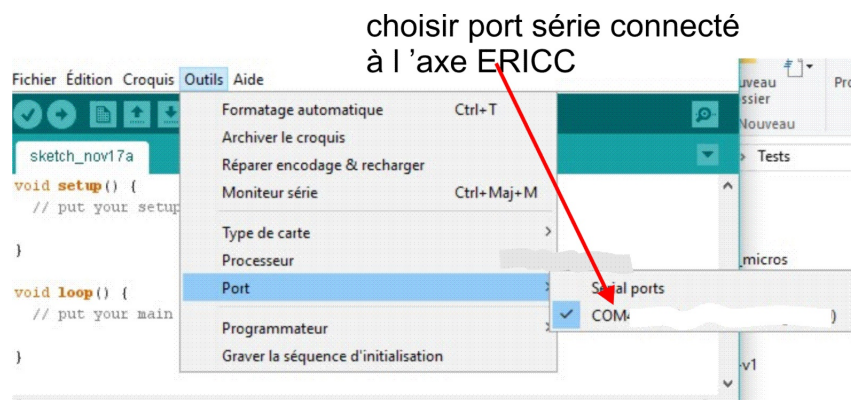 choisir port série connecté
à l 'axe ERICC
Fichier Édition Croquis Outils Aide
sketch_nov17a
void setup() {
// put your setup
}
void loop() {
// put your main
}
Formatage automatique Ctrl+T
Archiver le croquis
Réparer encodage & recharger
Moniteur série Ctrl+Maj+M
Type de carte
Processeur
Port
Programmateur
Graver la séquence d'initialisation
Serial ports
COM4 )
Nouveau
Tests
_micros
-v1